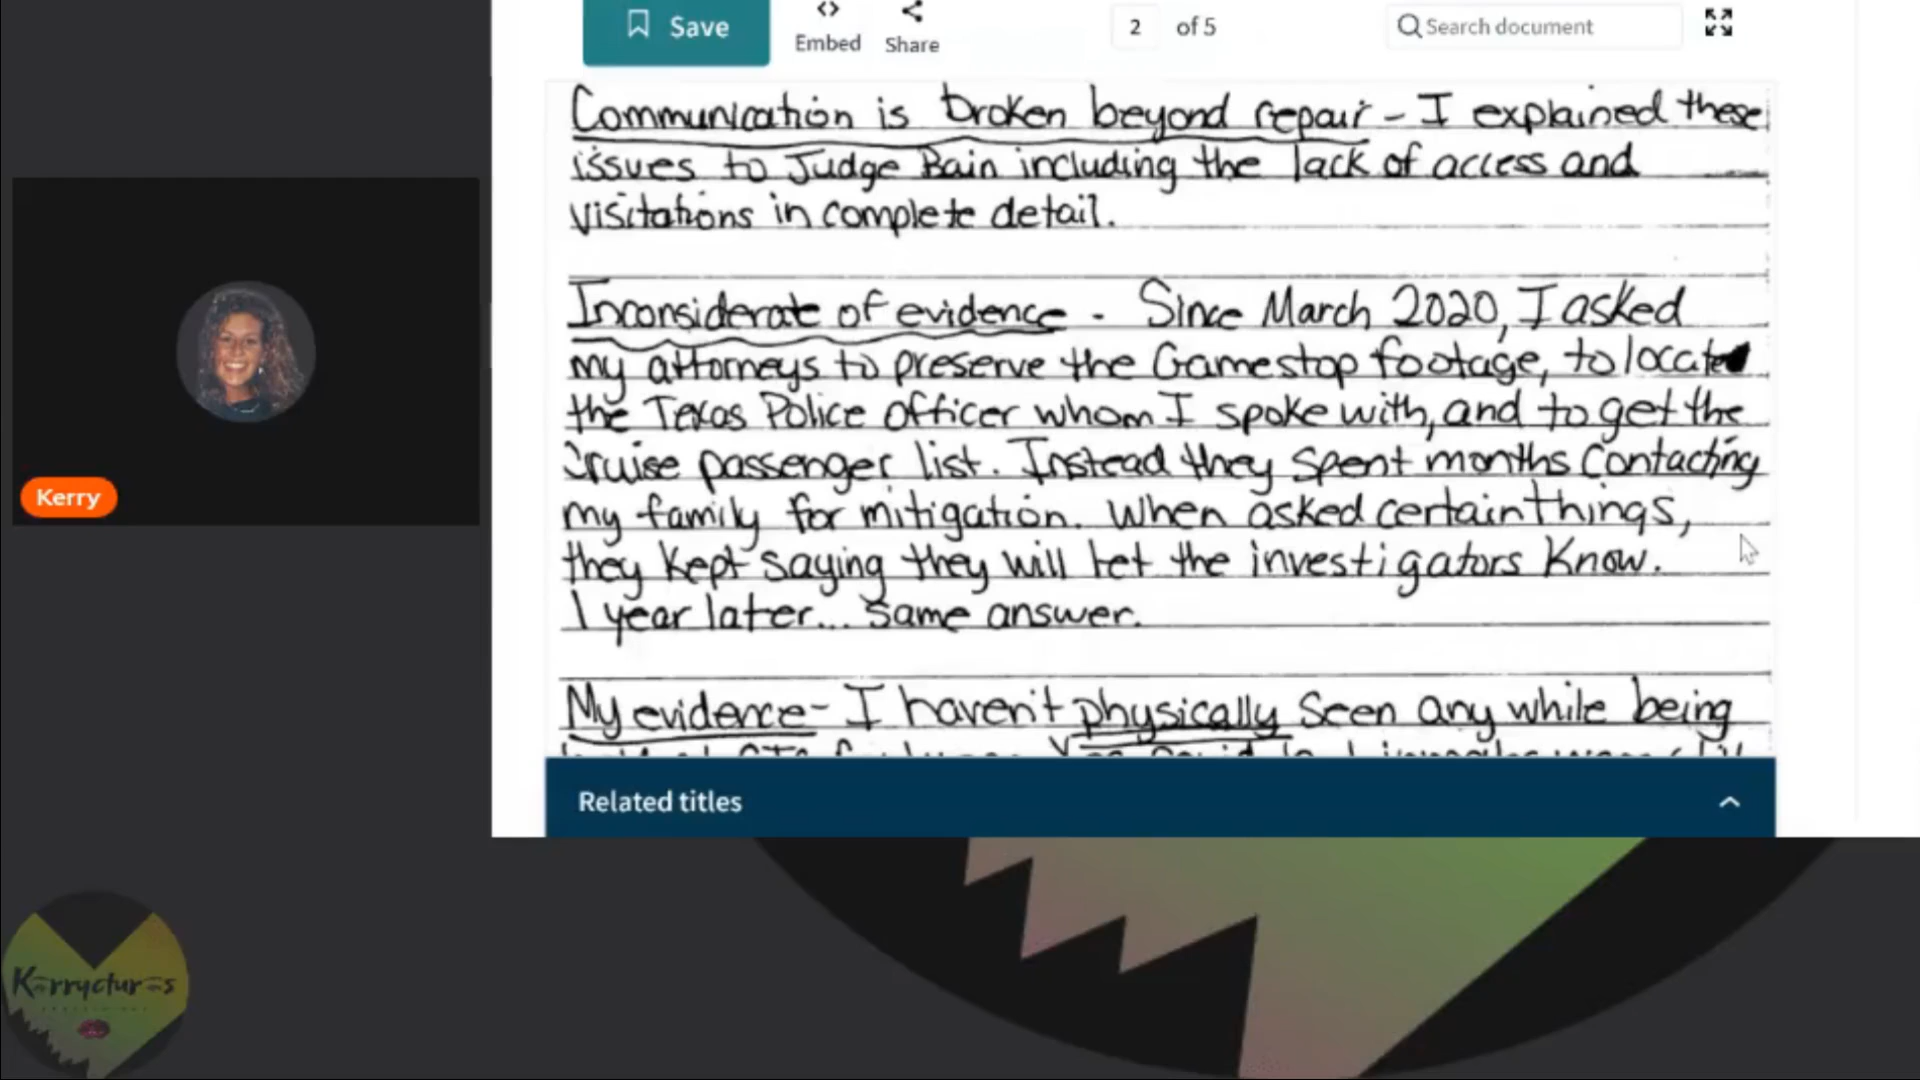 Save
Embed
Share
2 of 5
Search document
Communication is broken beyond repair - I explained these
issues to Judge Bain including the lack of access and
visitations in complete detail.
Inconsiderate of evidence - Since March 2020, I asked
my attorneys to preserve the Gamestop footage, to locate
the Texas Police Officer whom I spoke with, and to get the
Cruise passenger list. Instead they spent months Contacting
my family for mitigation. When asked certain things,
they kept saying they will let the investigators know.
1 year later... Same answer.
My evidence - I haven't physically seen any while being
Related titles
Kerry
Kerryctures